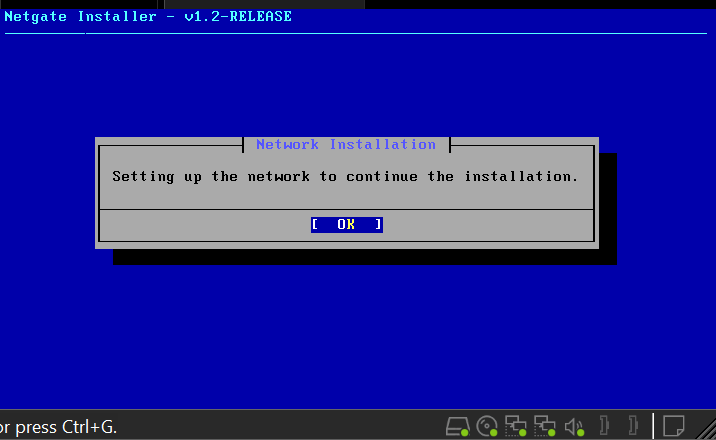 Netgate Installer - v1.2-RELEASE
Network Installation
Setting up the network to continue the installation.
[  OK  ]
or press Ctrl+G.